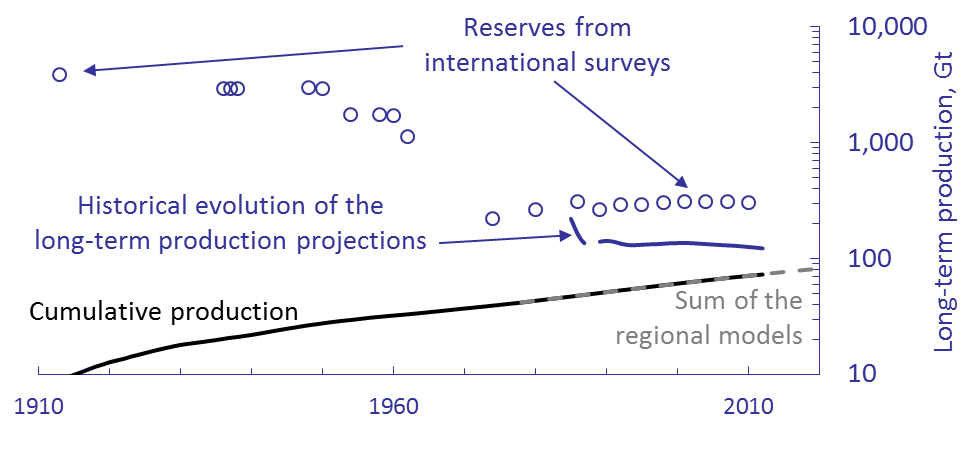 Reserves from
international surveys
Historical evolution of the
long-term production projections
Cumulative production
Sum of the
regional models
10,000
1,000
100
10
Long-term production, Gt
1910
1960
2010